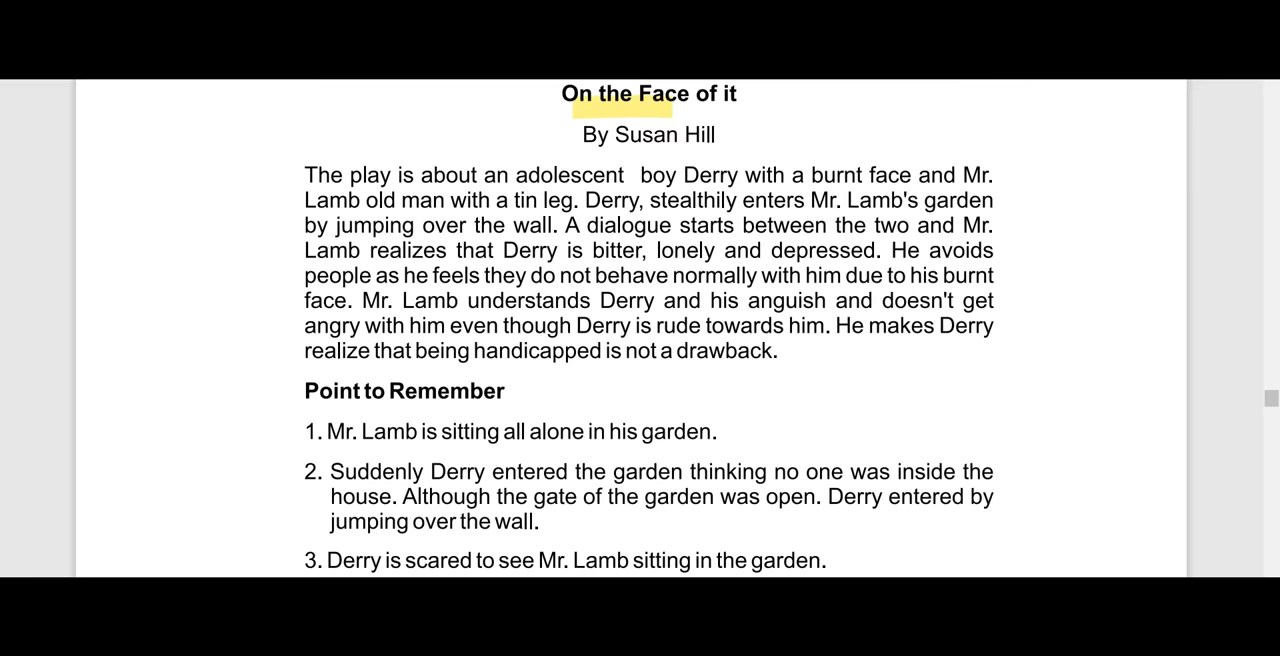 On the Face of it
By Susan Hill
The play is about an adolescent boy Derry with a burnt face and Mr.
Lamb old man with a tin leg. Derry, stealthily enters Mr. Lamb's garden
by jumping over the wall. A dialogue starts between the two and Mr.
Lamb realizes that Derry is bitter, lonely and depressed. He avoids
people as he feels they do not behave normally with him due to his burnt
face. Mr. Lamb understands Derry and his anguish and doesn't get
angry with him even though Derry is rude towards him. He makes Derry
realize that being handicapped is not a drawback.
Point to Remember
1. Mr. Lamb is sitting all alone in his garden.
2. Suddenly Derry entered the garden thinking no one was inside the
house. Although the gate of the garden was open. Derry entered by
jumping over the wall.
3. Derry is scared to see Mr. Lamb sitting in the garden.